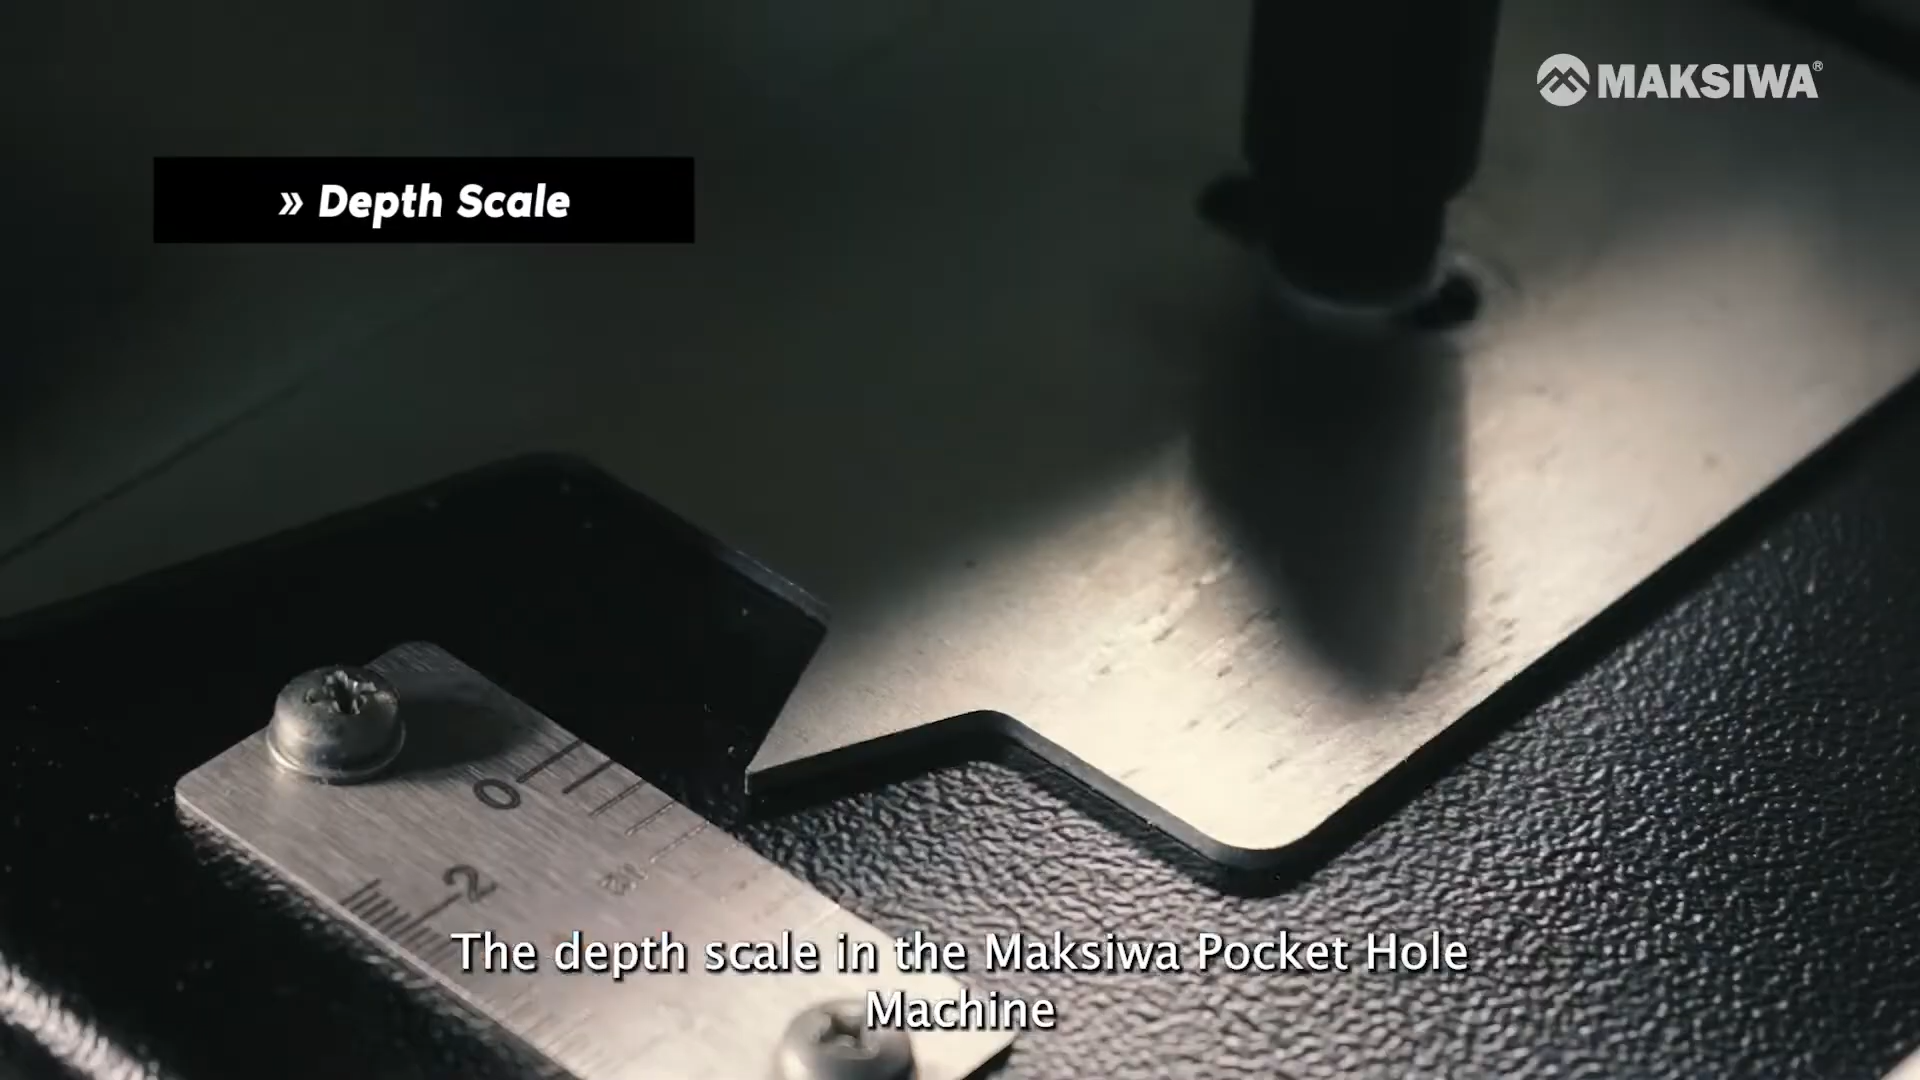 MAKSIWA®
» Depth Scale
0
2
The depth scale in the Maksiwa Pocket Hole
Machine